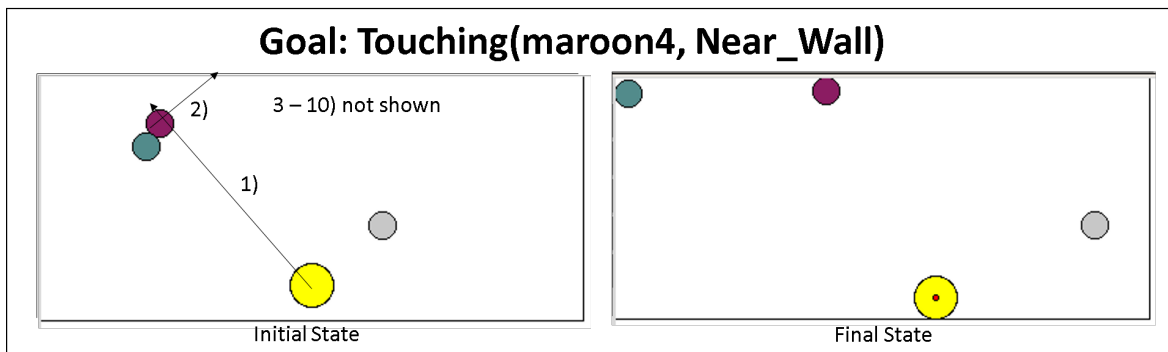 Goal: Touching(maroon4, Near_Wall)
2)
3 – 10) not shown
1)
Initial State
Final State